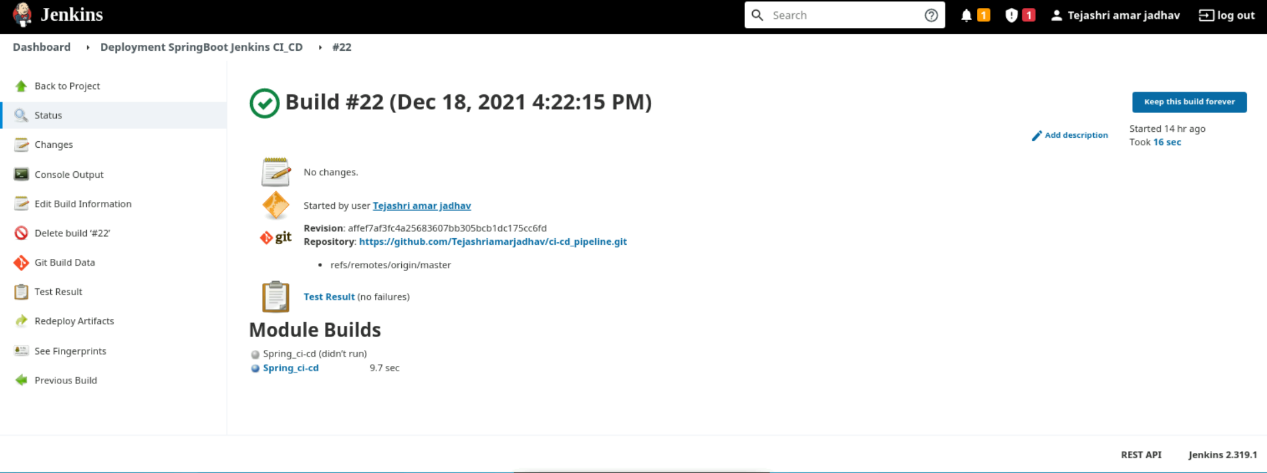 Jenkins
Search
1
1
Tejashri amar jadhav
log out
Dashboard
Deployment SpringBoot Jenkins CI_CD
#22
Back to Project
Status
Changes
Console Output
Edit Build Information
Delete build '#22'
Git Build Data
Test Result
Redeploy Artifacts
See Fingerprints
Previous Build
Build #22 (Dec 18, 2021 4:22:15 PM)
Keep this build forever
Add description
Started 14 hr ago
Took 16 sec
No changes.
Started by user Tejashri amar jadhav
git
Revision: affef7af3fc4a25683607bb305bcb1dc175cc6fd
Repository: https://github.com/Tejashriamarjadhav/ci-cd_pipeline.git
• refs/remotes/origin/master
Test Result (no failures)
Module Builds
Spring_ci-cd (didn't run)
Spring_ci-cd 9.7 sec
REST API
Jenkins 2.319.1